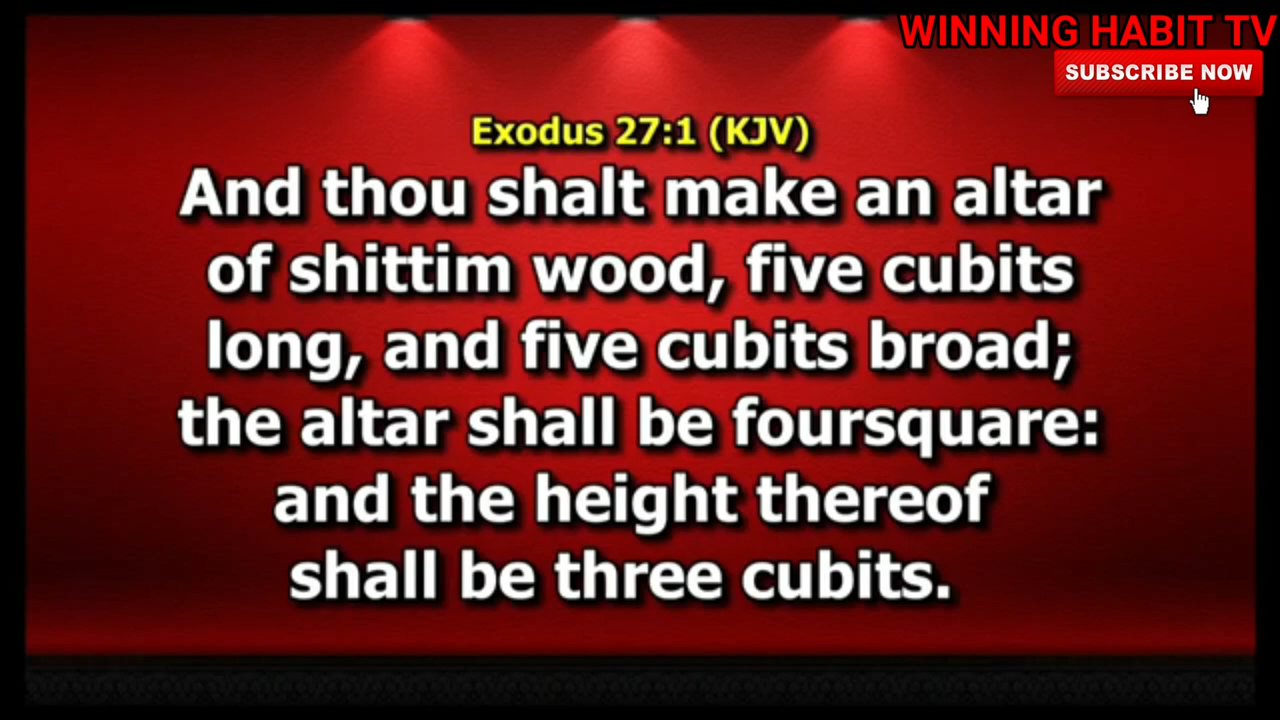 WINNING HABIT TV
SUBSCRIBE NOW
Exodus 27:1 (KJV)
And thou shalt make an altar
of shittim wood, five cubits
long, and five cubits broad;
the altar shall be foursquare:
and the height thereof
shall be three cubits.